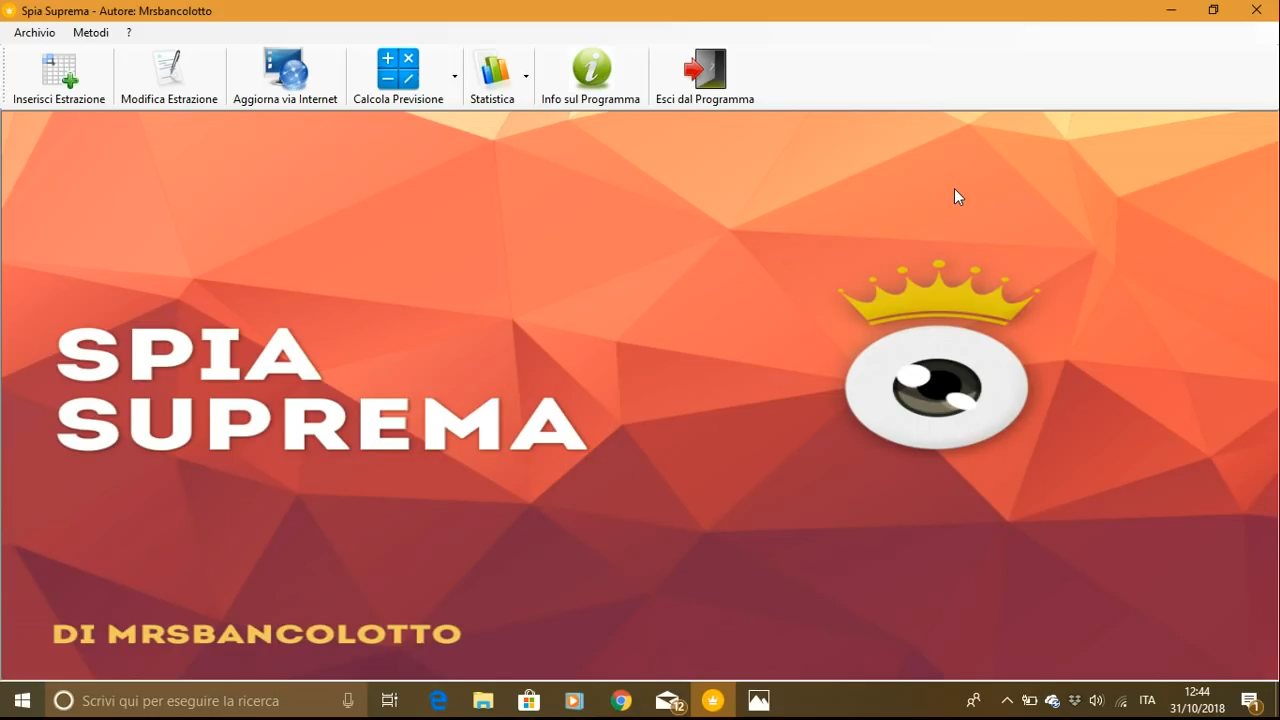 Spia Suprema - Autore: Mrsbancolotto
Archivio Metodi ?
Inserisci Estrazione Modifica Estrazione Aggiorna via Internet Calcola Previsione Statistica Info sul Programma Esci dal Programma
SPIA
SUPREMA
DI MRSBANCOLOTTO
Scrivi qui per eseguire la ricerca
12
ITA
12:44
31/10/2018
1